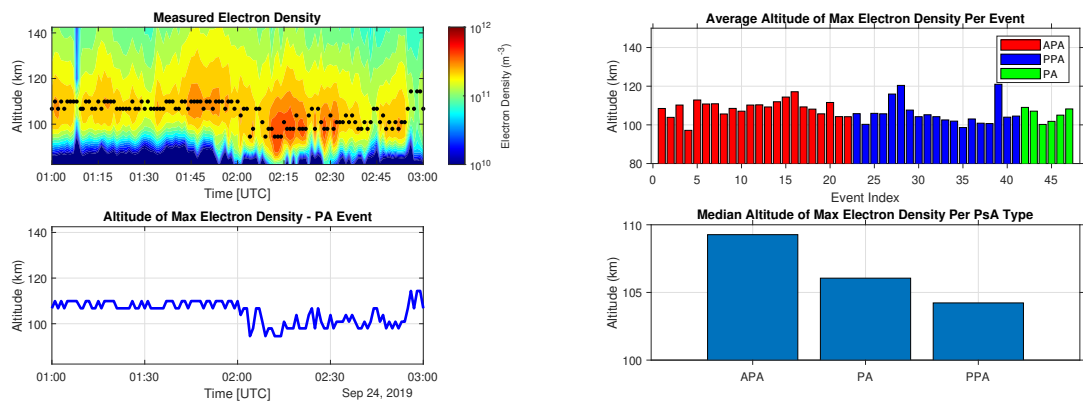 Measured Electron Density
140
120
100
Altitude (km)
01:00 01:15 01:30 01:45 02:00 02:15 02:30 02:45 03:00
Time [UTC]
10^12
10^11
10^10
Electron Density (m^-3)
Average Altitude of Max Electron Density Per Event
140
120
100
80
Altitude (km)
0 5 10 15 20 25 30 35 40 45
Event Index
APA
PPA
PA
Altitude of Max Electron Density - PA Event
140
120
100
Altitude (km)
01:00 01:30 02:00 02:30 03:00
Time [UTC]
Sep 24, 2019
Median Altitude of Max Electron Density Per PsA Type
110
105
100
Altitude (km)
APA PA PPA